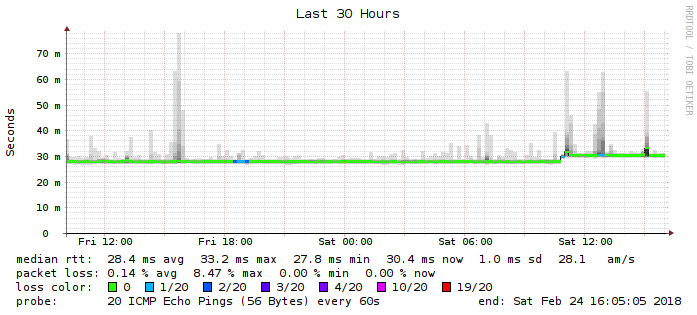 Last 30 Hours
RRDTOOL / TOBI OETIKER
Seconds
70 m
60 m
50 m
40 m
30 m
20 m
10 m
0
Fri 12:00 Fri 18:00 Sat 00:00 Sat 06:00 Sat 12:00
median rtt: 28.4 ms avg 33.2 ms max 27.8 ms min 30.4 ms now 1.0 ms sd 28.1 am/s
packet loss: 0.14 % avg 8.47 % max 0.00 % min 0.00 % now
loss color: 0 1/20 2/20 3/20 4/20 10/20 19/20
probe: 20 ICMP Echo Pings (56 Bytes) every 60s end: Sat Feb 24 16:05:05 2018